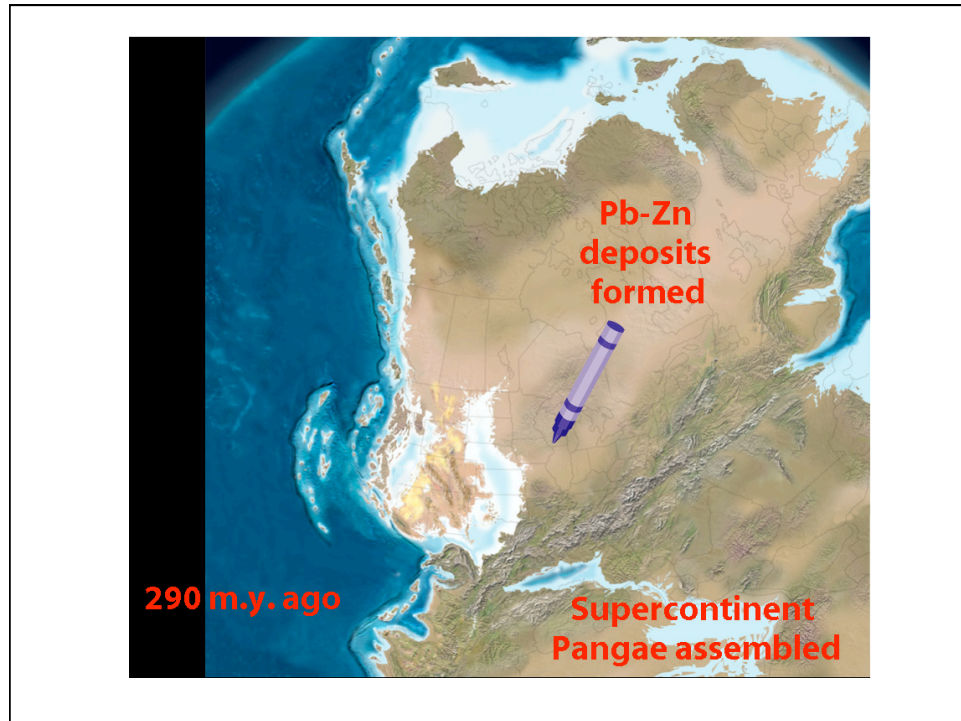 Pb-Zn
deposits
formed
290 m.y. ago
Supercontinent
Pangae assembled